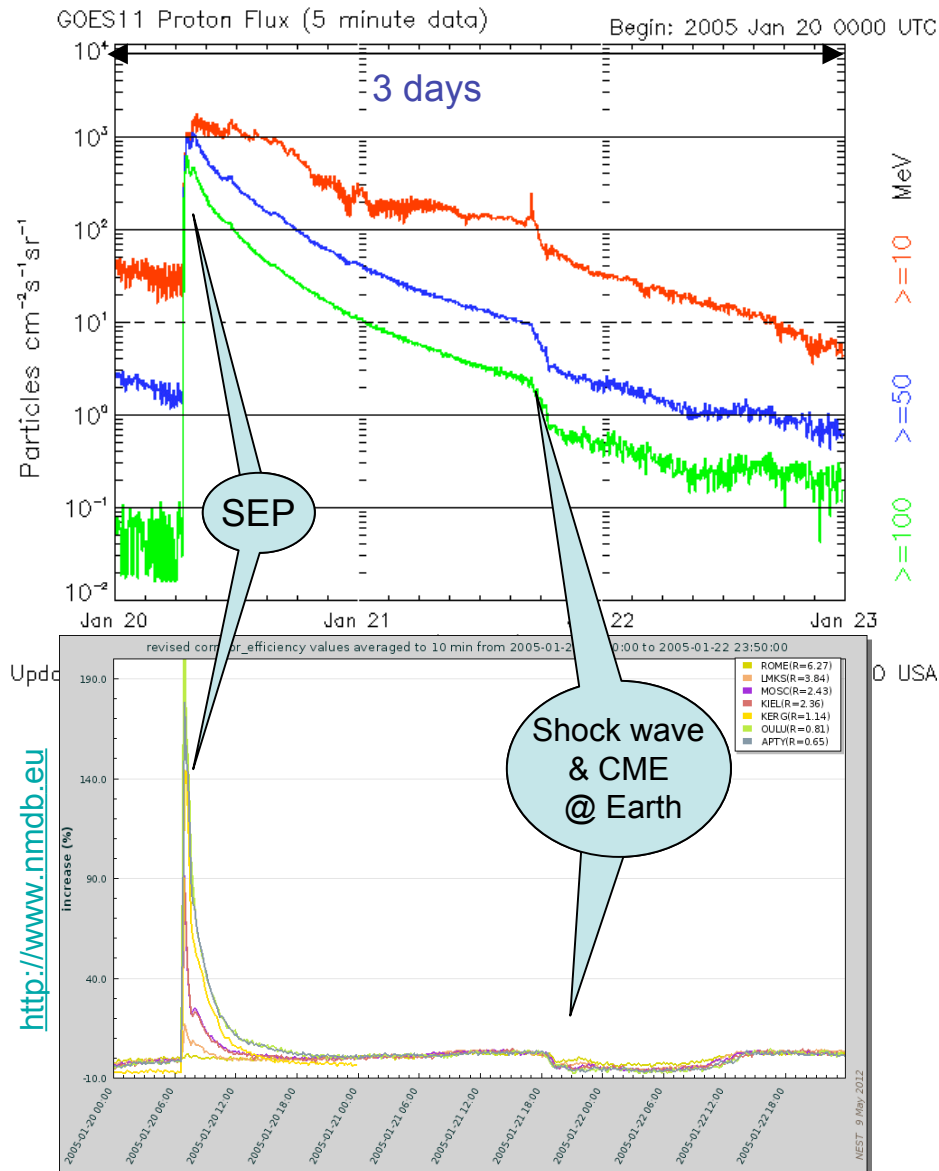 GOES11 Proton Flux (5 minute data) Begin: 2005 Jan 20 0000 UTC
3 days
10⁴
10³
10²
10¹
10⁰
10⁻¹
10⁻²
Particles cm⁻²s⁻¹sr⁻¹
MeV
>=10
>=50
>=100
SEP
Jan 20 Jan 21 22 Jan 23
Shock wave
& CME
@ Earth
O USA
revised efficiency values averaged to 10 min from 2005-01-2 0:00 to 2005-01-22 23:50:00
ROME(R=6.27)
LMKS(R=3.84)
MOSC(R=2.43)
KIEL(R=2.36)
KERG(R=1.14)
OULU(R=0.81)
APTY(R=0.65)
http://www.nmdb.eu
increase (%)
190.0
140.0
90.0
40.0
-10.0
2005-01-20 00:00
2005-01-20 06:00
2005-01-20 12:00
2005-01-20 18:00
2005-01-21 00:00
2005-01-21 06:00
2005-01-21 12:00
2005-01-21 18:00
2005-01-22 00:00
2005-01-22 06:00
2005-01-22 12:00
2005-01-22 18:00
NEST 9 May 2012